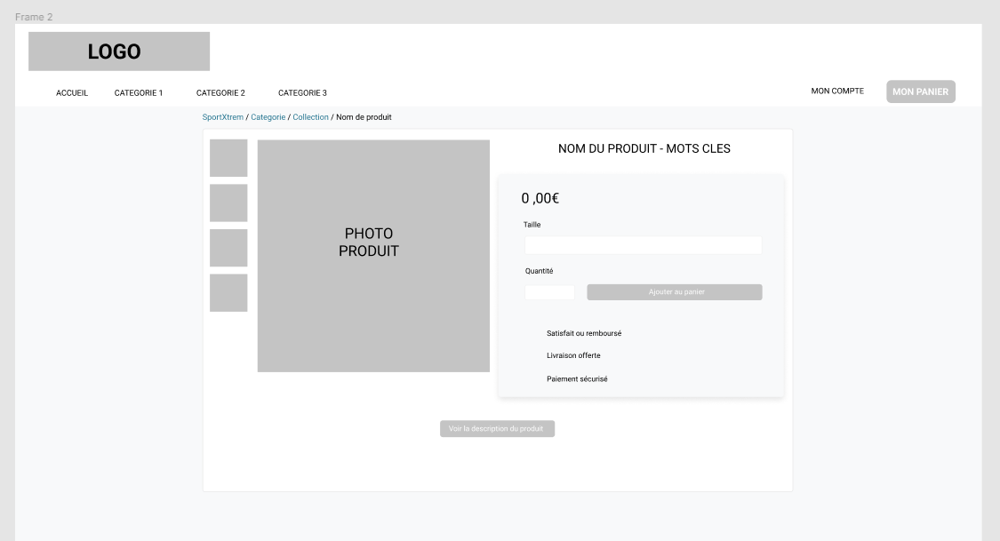 Frame 2
LOGO
ACCUEIL
CATEGORIE 1
CATEGORIE 2
CATEGORIE 3
MON COMPTE
MON PANIER
SportXtrem / Categorie / Collection / Nom de produit
PHOTO
PRODUIT
NOM DU PRODUIT - MOTS CLES
0 ,00€
Taille
Quantité
Ajouter au panier
Satisfait ou remboursé
Livraison offerte
Paiement sécurisé
Voir la description du produit